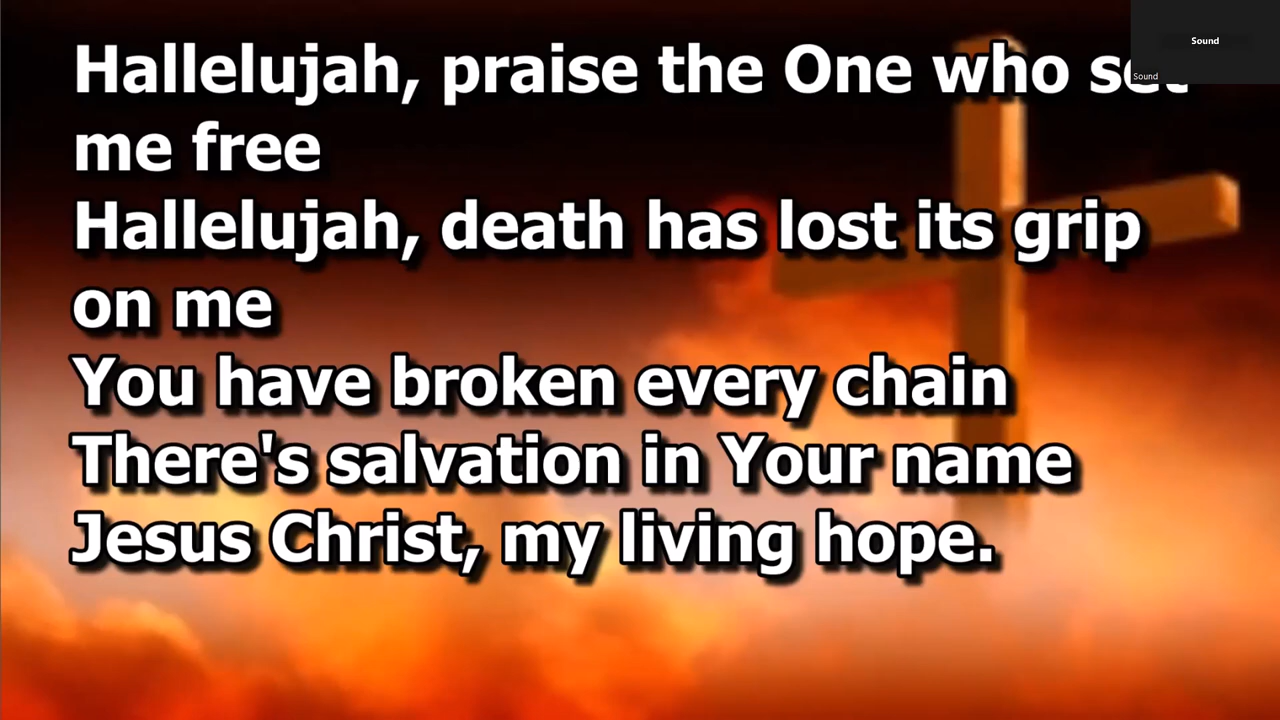 Hallelujah, praise the One who set
me free
Hallelujah, death has lost its grip
on me
You have broken every chain
There's salvation in Your name
Jesus Christ, my living hope.
Sound
Sound